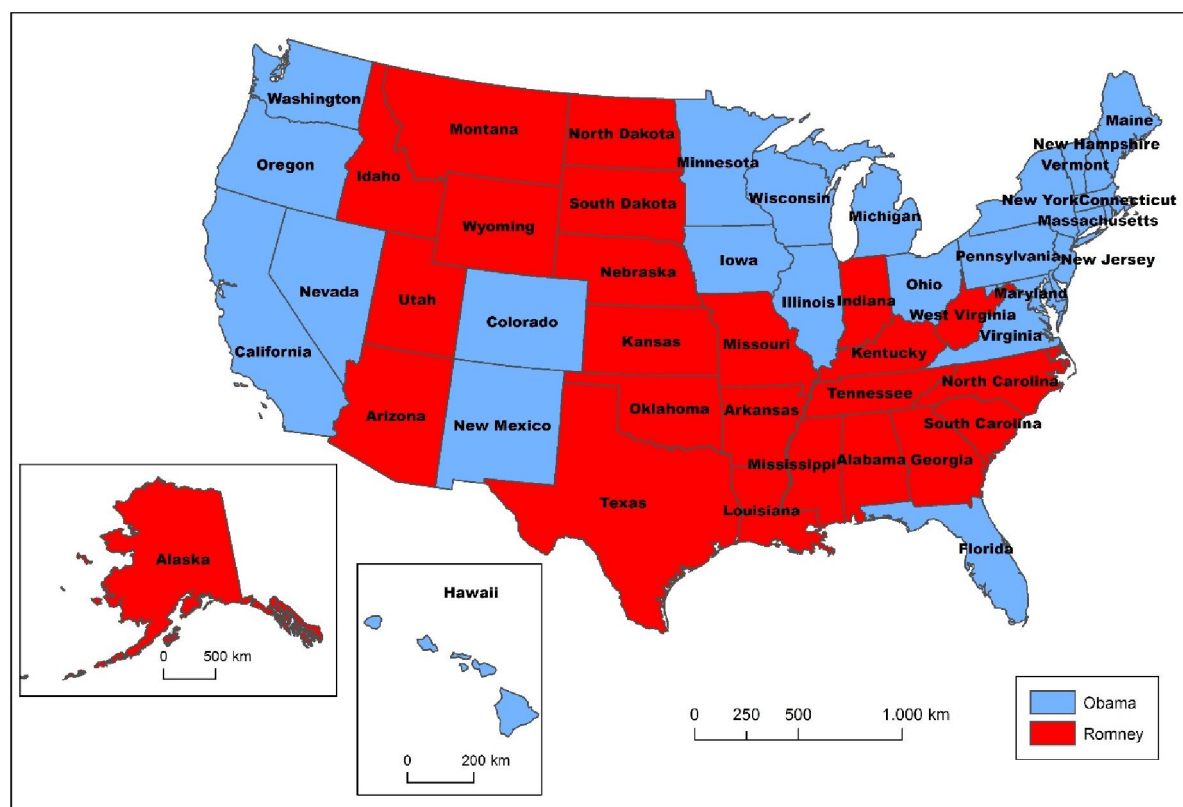 Washington
Oregon
Idaho
Montana
North Dakota
Minnesota
Wisconsin
Michigan
Maine
New Hampshire
Vermont
New York
Connecticut
Massachusetts
South Dakota
Wyoming
Nebraska
Iowa
Pennsylvania
New Jersey
Ohio
Indiana
Illinois
Maryland
West Virginia
Virginia
Nevada
Utah
Colorado
California
Kansas
Missouri
Kentucky
North Carolina
Tennessee
Arizona
New Mexico
Oklahoma
Arkansas
South Carolina
Mississippi
Alabama
Georgia
Texas
Louisiana
Florida
Alaska
0 500 km
Hawaii
0 200 km
0 250 500 1.000 km
Obama
Romney